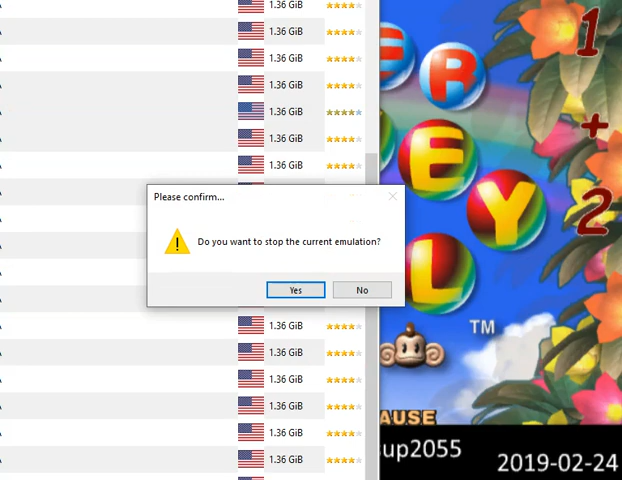 1.36 GiB
1.36 GiB
1.36 GiB
1.36 GiB
1.36 GiB
1.36 GiB
1.36 GiB
Please confirm...
Do you want to stop the current emulation?
Yes
No
1.36 GiB
1.36 GiB
1.36 GiB
1.36 GiB
1.36 GiB
1.36 GiB
ER
EY
L
TM
1
+
2
AUSE
sup2055
2019-02-24